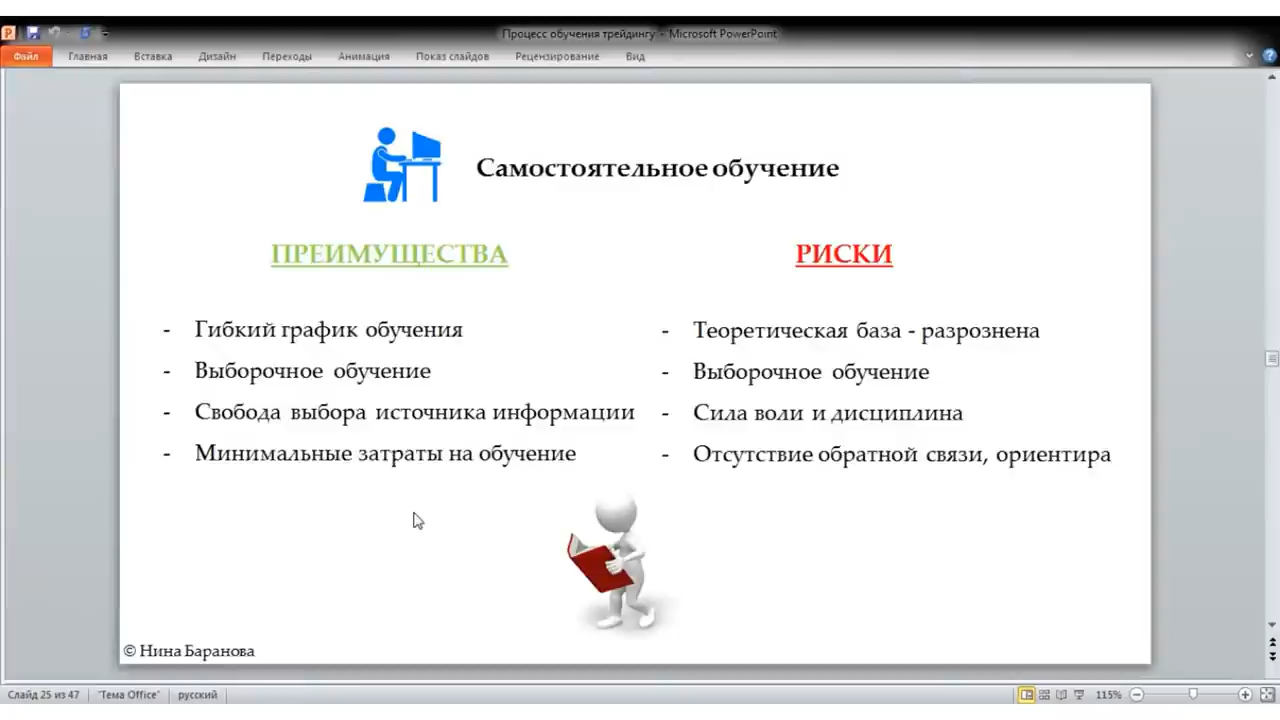 Процесс обучения трейдингу - Microsoft PowerPoint
Файл Главная Вставка Дизайн Переходы Анимация Показ слайдов Рецензирование Вид
Самостоятельное обучение
ПРЕИМУЩЕСТВА
- Гибкий график обучения
- Выборочное обучение
- Свобода выбора источника информации
- Минимальные затраты на обучение
РИСКИ
- Теоретическая база - разрознена
- Выборочное обучение
- Сила воли и дисциплина
- Отсутствие обратной связи, ориентира
© Нина Баранова
Слайд 25 из 47 "Тема Office" русский 115%